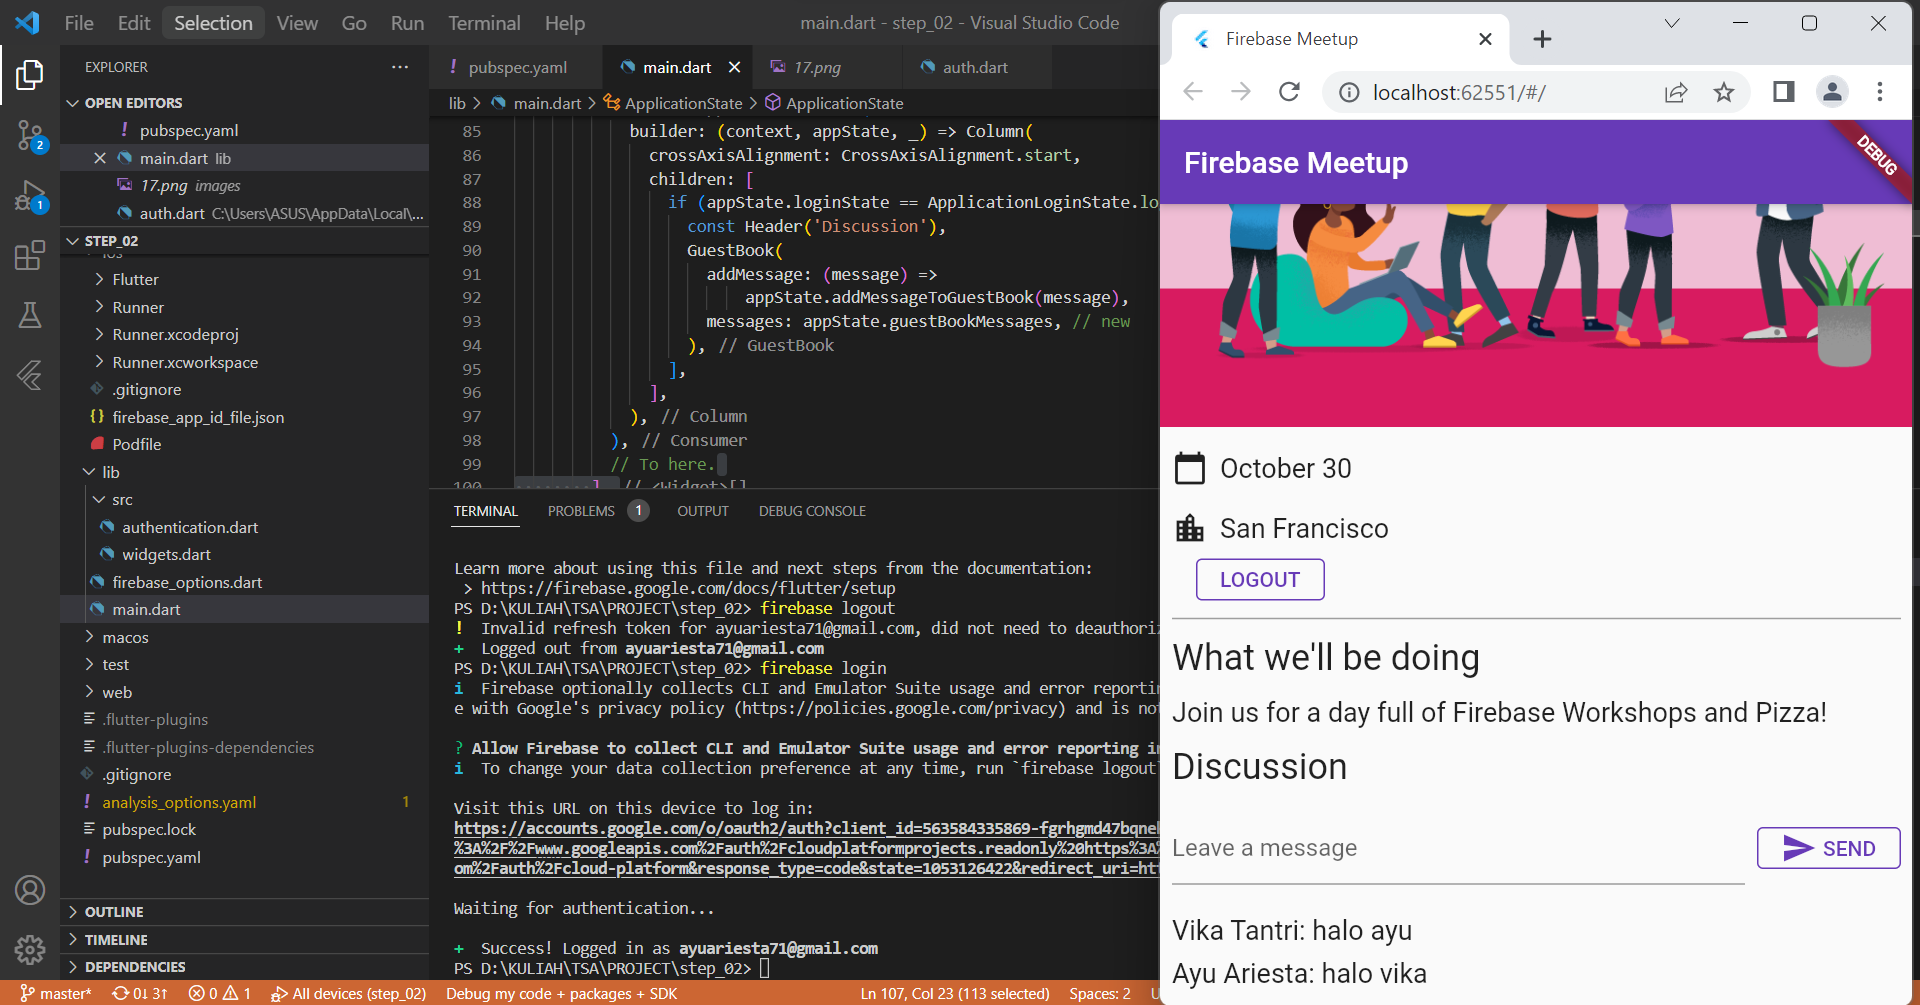 File Edit Selection View Go Run Terminal Help
main.dart - step_02 - Visual Studio Code
EXPLORER
OPEN EDITORS
pubspec.yaml
main.dart lib
17.png images
auth.dart C:\Users\ASUS\AppData\Local\...
STEP_02
ios
Flutter
Runner
Runner.xcodeproj
Runner.xcworkspace
.gitignore
firebase_app_id_file.json
Podfile
lib
src
authentication.dart
widgets.dart
firebase_options.dart
main.dart
macos
test
web
.flutter-plugins
.flutter-plugins-dependencies
.gitignore
analysis_options.yaml 1
pubspec.lock
pubspec.yaml
OUTLINE
TIMELINE
DEPENDENCIES
2
1
pubspec.yaml main.dart 17.png auth.dart
lib > main.dart > ApplicationState > ApplicationState
85 builder: (context, appState, _) => Column(
86 crossAxisAlignment: CrossAxisAlignment.start,
87 children: [
88 if (appState.loginState == ApplicationLoginState.lo
89 const Header('Discussion'),
90 GuestBook(
91 addMessage: (message) =>
92 appState.addMessageToGuestBook(message),
93 messages: appState.guestBookMessages, // new
94 ), // GuestBook
95 ],
96 ],
97 ), // Column
98 ), // Consumer
99 // To here.
100 ], // <Widget>[]
TERMINAL PROBLEMS 1 OUTPUT DEBUG CONSOLE
Learn more about using this file and next steps from the documentation:
> https://firebase.google.com/docs/flutter/setup
PS D:\KULIAH\TSA\PROJECT\step_02> firebase logout
! Invalid refresh token for ayuariesta71@gmail.com, did not need to deauthoriz
+ Logged out from ayuariesta71@gmail.com
PS D:\KULIAH\TSA\PROJECT\step_02> firebase login
i Firebase optionally collects CLI and Emulator Suite usage and error reportin
e with Google's privacy policy (https://policies.google.com/privacy) and is no
? Allow Firebase to collect CLI and Emulator Suite usage and error reporting in
i To change your data collection preference at any time, run `firebase logout`
Visit this URL on this device to log in:
https://accounts.google.com/o/oauth2/auth?client_id=563584335869-fgrhgmd47bqnel
%3A%2F%2Fwww.googleapis.com%2Fauth%2Fcloudplatformprojects.readonly%20https%3A%
om%2Fauth%2Fcloud-platform&response_type=code&state=1053126422&redirect_uri=htt
Waiting for authentication...
+ Success! Logged in as ayuariesta71@gmail.com
PS D:\KULIAH\TSA\PROJECT\step_02>
master* 0↓ 3↑ 0 1 All devices (step_02) Debug my code + packages + SDK Ln 107, Col 23 (113 selected) Spaces: 2 U
Firebase Meetup
localhost:62551/#/
Firebase Meetup
DEBUG
October 30
San Francisco
LOGOUT
What we'll be doing
Join us for a day full of Firebase Workshops and Pizza!
Discussion
Leave a message
SEND
Vika Tantri: halo ayu
Ayu Ariesta: halo vika